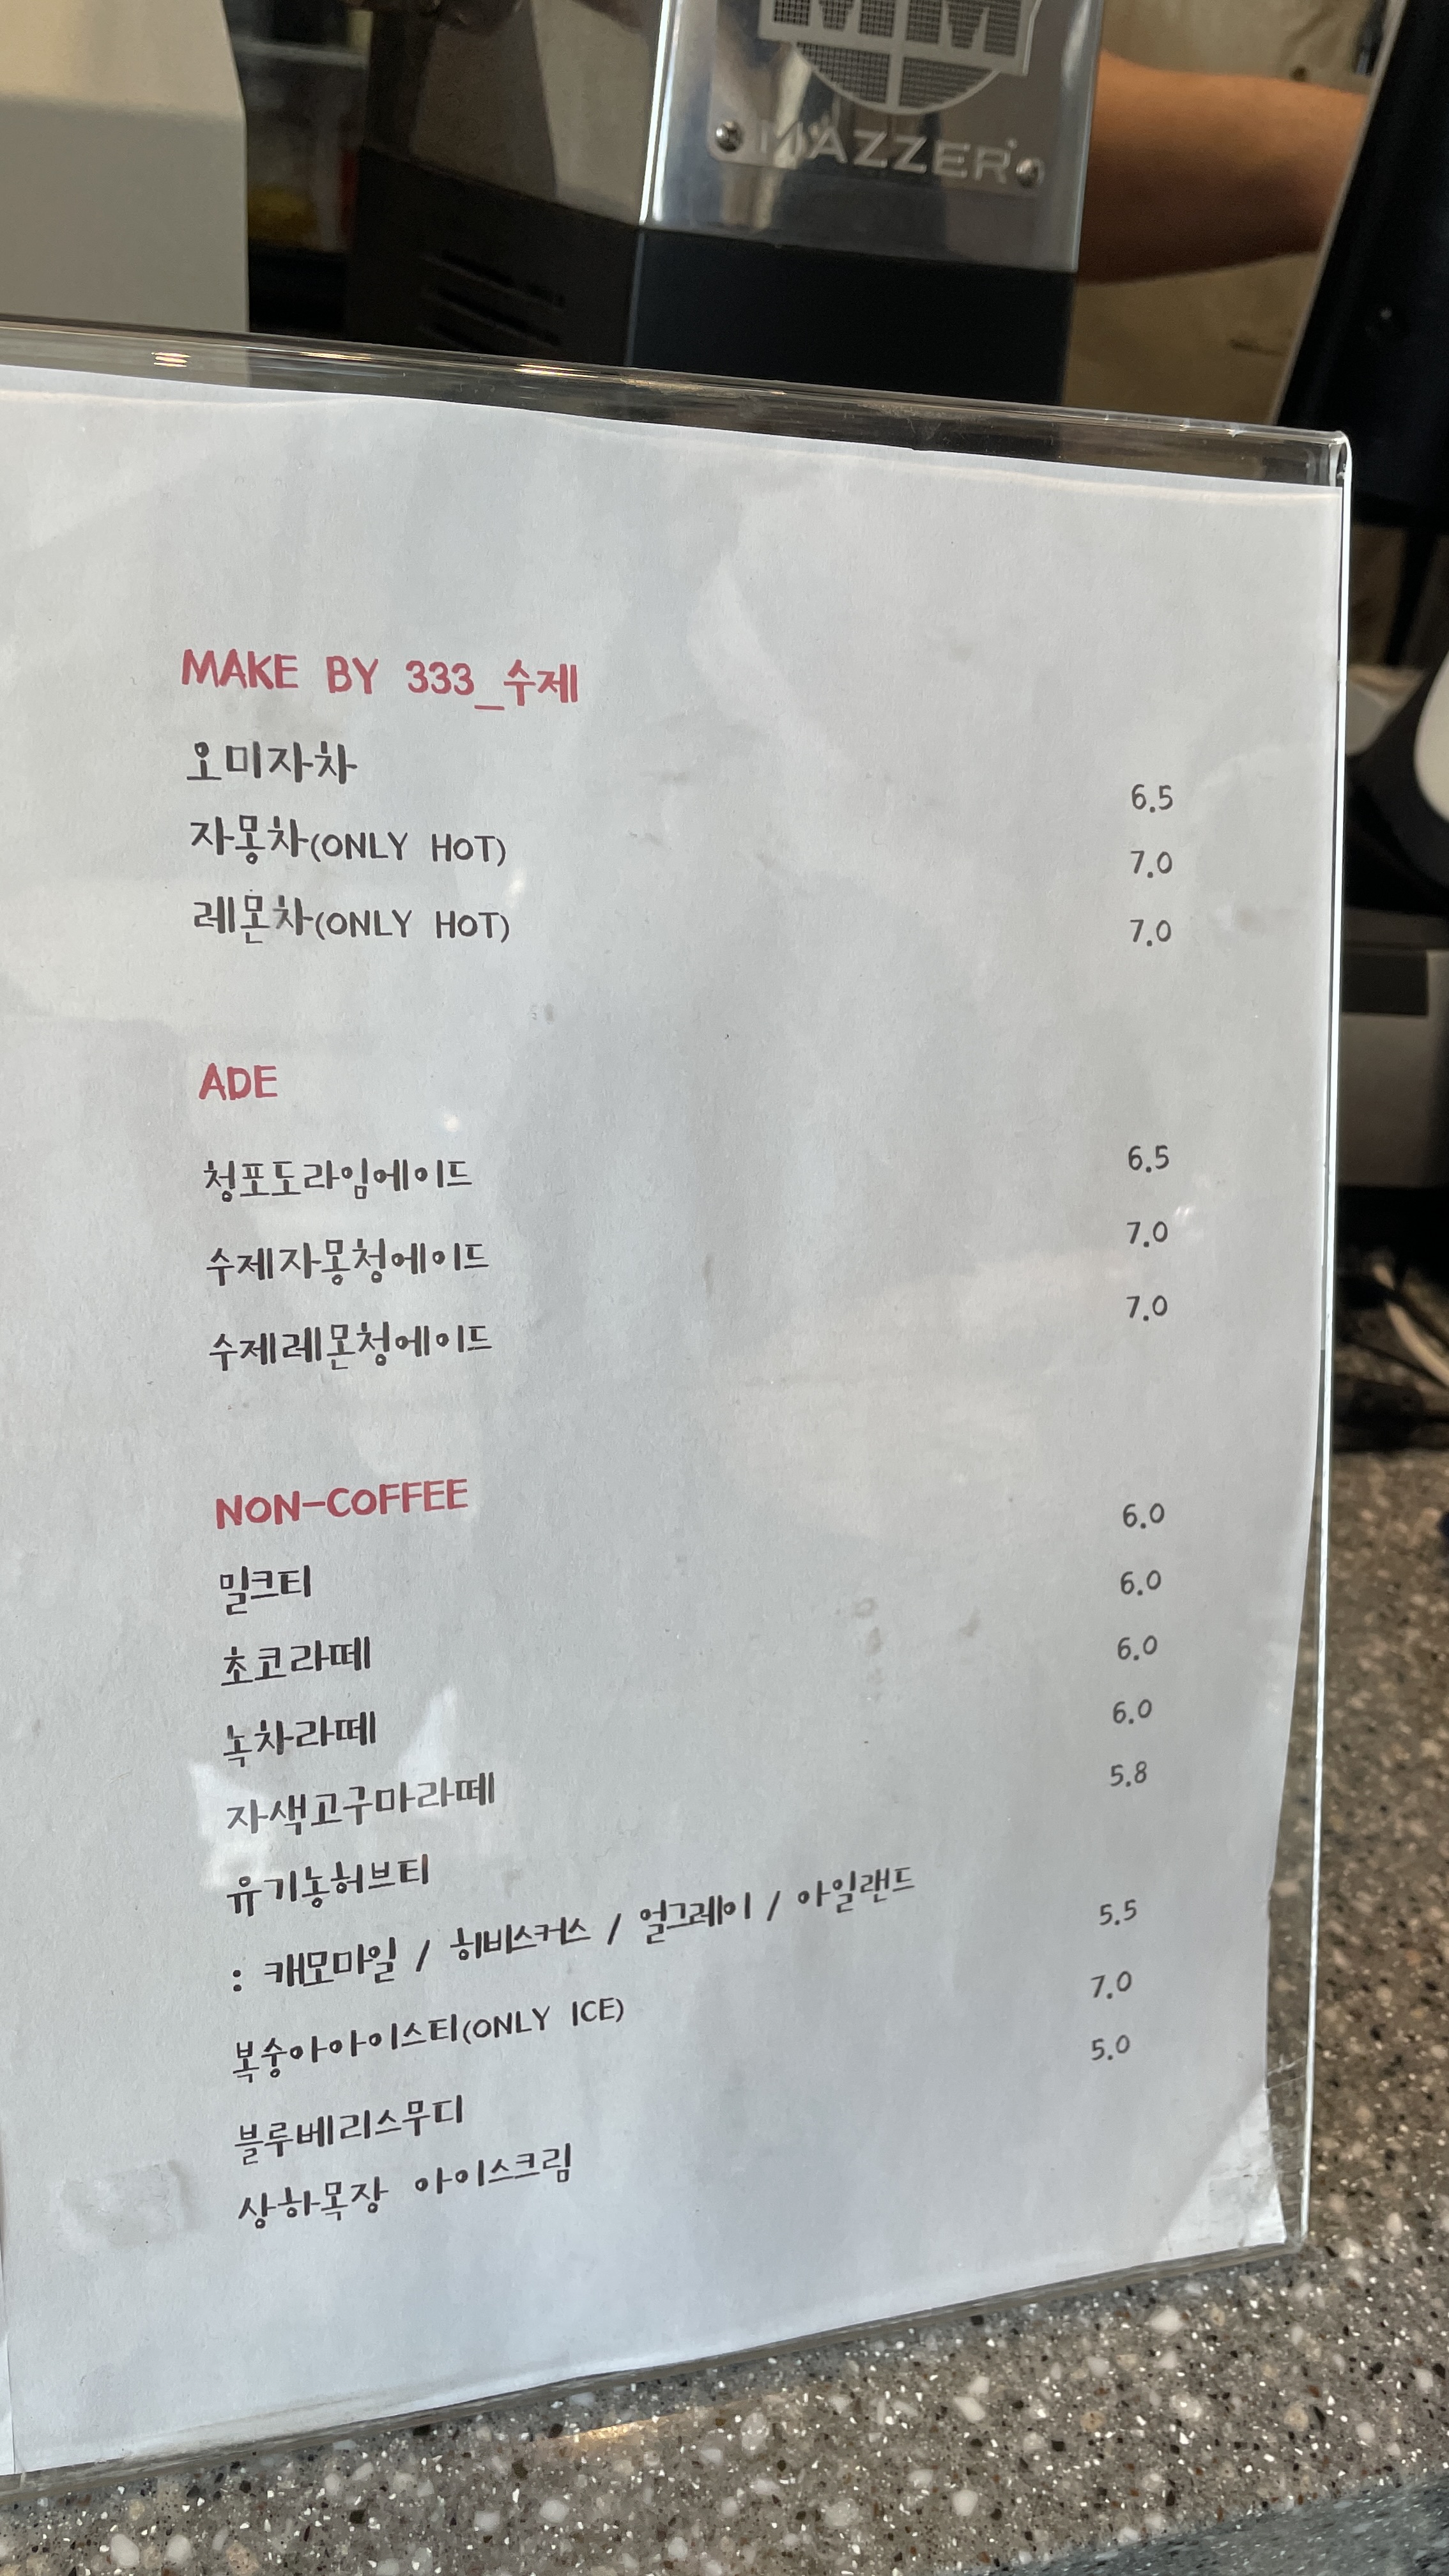 MAZZER
MAKE BY 333_수제
오미자차 6.5
자몽차(ONLY HOT) 7.0
레몬차(ONLY HOT) 7.0
ADE
청포도라임에이드 6.5
수제자몽청에이드 7.0
수제레몬청에이드 7.0
NON-COFFEE
밀크티 6.0
초코라떼 6.0
녹차라떼 6.0
자색고구마라떼 6.0
유기농허브티 5.8
: 캐모마일 / 히비스커스 / 얼그레이 / 아일랜드
복숭아아이스티(ONLY ICE) 5.5
블루베리스무디 7.0
상하목장 아이스크림 5.0